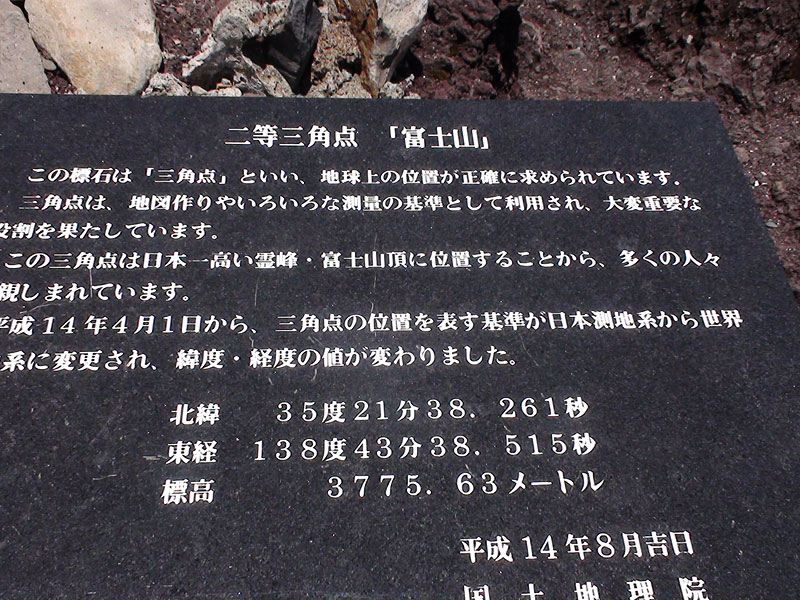 二等三角点　「富士山」
この標石は「三角点」といい、地球上の位置が正確に求められています。
三角点は、地図作りやいろいろな測量の基準として利用され、大変重要な
役割を果たしています。
この三角点は日本一高い霊峰・富士山頂に位置することから、多くの人々
親しまれています。
平成14年4月1日から、三角点の位置を表す基準が日本測地系から世界
系に変更され、緯度・経度の値が変わりました。
北緯　　35度21分38．261秒
東経　138度43分38．515秒
標高　　　　3775．63メートル
平成14年8月吉日
国土地理院